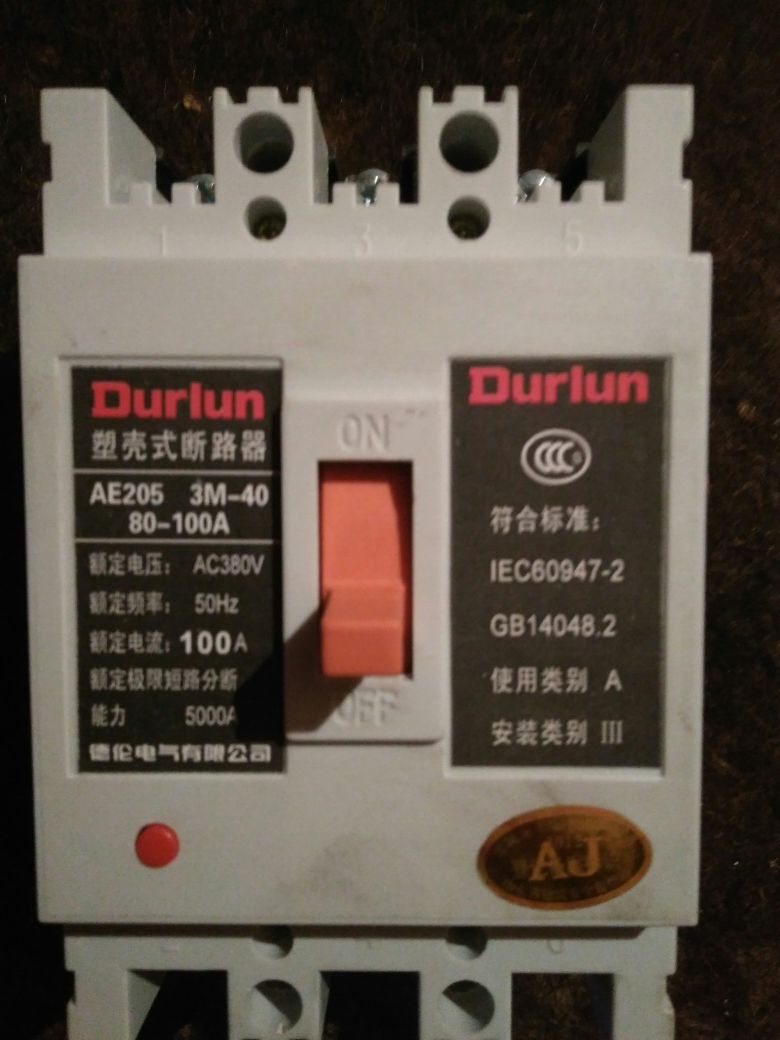 1 3 5
Durlun
塑壳式断路器
AE205 3M-40
80-100A
额定电压： AC380V
额定频率： 50Hz
额定电流：100A
额定极限短路分断
能力 5000A
德伦电气有限公司
ON
OFF
Durlun
CCC
符合标准：
IEC60947-2
GB14048.2
使用类别 A
安装类别 III
AJ
6